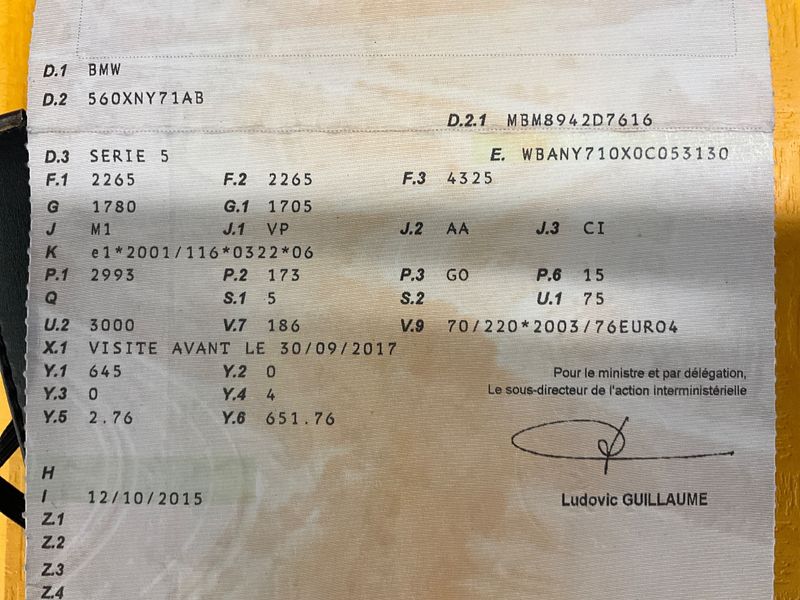 D.1 BMW
D.2 560XNY71AB
D.2.1 MBM8942D7616
D.3 SERIE 5 E. WBANY710X0C053130
F.1 2265 F.2 2265 F.3 4325
G 1780 G.1 1705
J M1 J.1 VP J.2 AA J.3 CI
K e1*2001/116*0322*06
P.1 2993 P.2 173 P.3 GO P.6 15
Q S.1 5 S.2 U.1 75
U.2 3000 V.7 186 V.9 70/220*2003/76EURO4
X.1 VISITE AVANT LE 30/09/2017
Y.1 645 Y.2 0
Y.3 0 Y.4 4
Y.5 2.76 Y.6 651.76
Pour le ministre et par délégation,
Le sous-directeur de l'action interministérielle
H
I 12/10/2015
Ludovic GUILLAUME
Z.1
Z.2
Z.3
Z.4